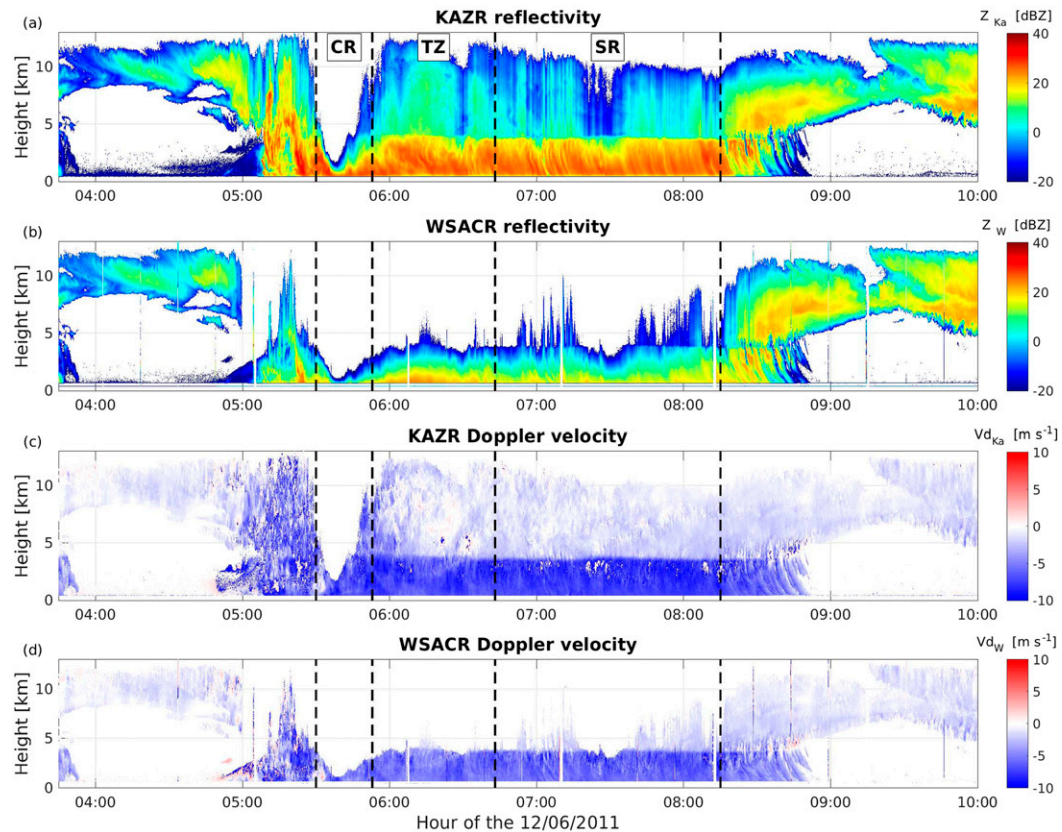 KAZR reflectivity
(a)
Z Ka [dBZ]
CR
TZ
SR
Height [km]
10
5
0
04:00 05:00 06:00 07:00 08:00 09:00 10:00
40
20
0
-20
WSACR reflectivity
(b)
Z W [dBZ]
Height [km]
10
5
0
04:00 05:00 06:00 07:00 08:00 09:00 10:00
40
20
0
-20
KAZR Doppler velocity
(c)
Vd Ka [m s-1]
Height [km]
10
5
0
04:00 05:00 06:00 07:00 08:00 09:00 10:00
10
5
0
-5
-10
WSACR Doppler velocity
(d)
Vd W [m s-1]
Height [km]
10
5
0
04:00 05:00 06:00 07:00 08:00 09:00 10:00
10
5
0
-5
-10
Hour of the 12/06/2011